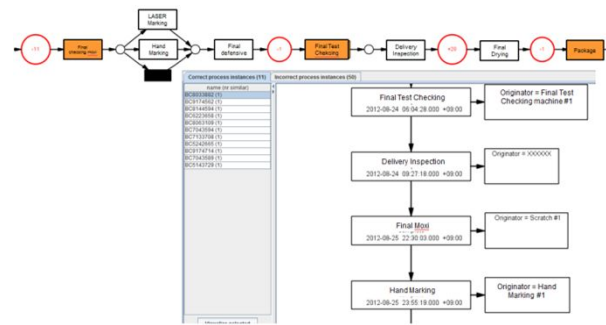 LASER
Marking
-11
Final
checking Moxi
Hand
Marking
Final
defensive
-1
Final Test
Chekcing
Delivery
Inspection
+20
Final
Drying
-1
Package
Correct process instances (11)
Incorrect process instances (50)
name (nr similar)
BC9174562 (1)
BC8144504 (1)
BC6223658 (1)
BC6063109 (1)
BC7043594 (1)
BC7133708 (1)
BC5242665 (1)
BC9174714 (1)
BC7043589 (1)
BC5143729 (1)
Final Test Checking
2012-08-24 06:04:28.000 +09:00
Originator = Final Test
Checking machine #1
Delivery Inspection
2012-08-24 09:27:18.000 +09:00
Originator = XXXXXX
Final Moxi
2012-08-25 22:30:03.000 +09:00
Originator = Scratch #1
Hand Marking
2012-08-25 23:55:19.000 +09:00
Originator = Hand
Marking #1